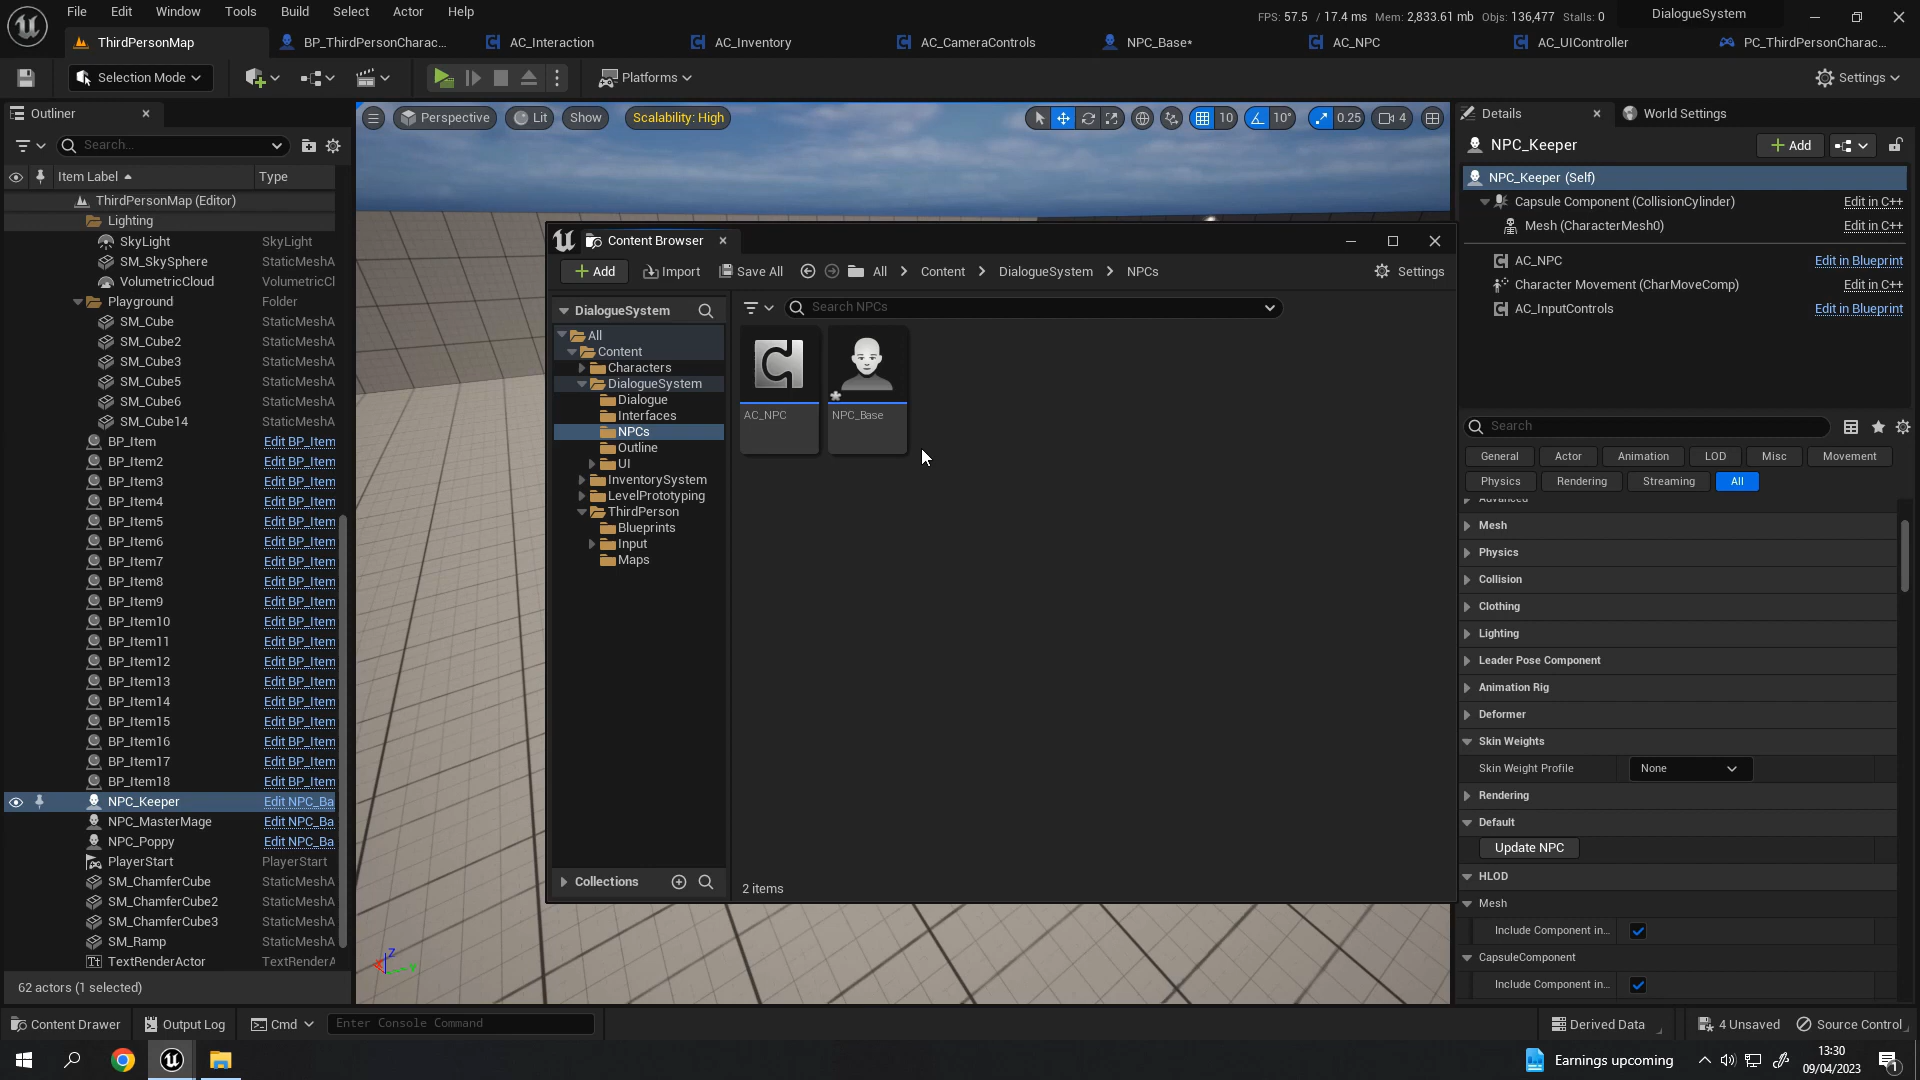 File Edit Window Tools Build Select Actor Help
FPS: 57.5 / 17.4 ms Mem: 2,833.61 mb Objs: 136,477 Stalls: 0
DialogueSystem
ThirdPersonMap
BP_ThirdPersonCharac...
AC_Interaction
AC_Inventory
AC_CameraControls
NPC_Base*
AC_NPC
AC_UIController
PC_ThirdPersonCharac...
Selection Mode
Platforms
Settings
Outliner
Search...
Item Label
Type
ThirdPersonMap (Editor)
Lighting
SkyLight SkyLight
SM_SkySphere StaticMeshA
VolumetricCloud VolumetricCl
Playground Folder
SM_Cube StaticMeshA
SM_Cube2 StaticMeshA
SM_Cube3 StaticMeshA
SM_Cube5 StaticMeshA
SM_Cube6 StaticMeshA
SM_Cube14 StaticMeshA
BP_Item Edit BP_Item
BP_Item2 Edit BP_Item
BP_Item3 Edit BP_Item
BP_Item4 Edit BP_Item
BP_Item5 Edit BP_Item
BP_Item6 Edit BP_Item
BP_Item7 Edit BP_Item
BP_Item8 Edit BP_Item
BP_Item9 Edit BP_Item
BP_Item10 Edit BP_Item
BP_Item11 Edit BP_Item
BP_Item12 Edit BP_Item
BP_Item13 Edit BP_Item
BP_Item14 Edit BP_Item
BP_Item15 Edit BP_Item
BP_Item16 Edit BP_Item
BP_Item17 Edit BP_Item
BP_Item18 Edit BP_Item
NPC_Keeper Edit NPC_Ba
NPC_MasterMage Edit NPC_Ba
NPC_Poppy Edit NPC_Ba
PlayerStart PlayerStart
SM_ChamferCube StaticMeshA
SM_ChamferCube2 StaticMeshA
SM_ChamferCube3 StaticMeshA
SM_Ramp StaticMeshA
TextRenderActor TextRenderA
62 actors (1 selected)
Perspective
Lit
Show
Scalability: High
10
10°
0.25
4
Z
X
Y
Content Browser
Add
Import
Save All
All
Content
DialogueSystem
NPCs
Settings
DialogueSystem
Search NPCs
All
Content
Characters
DialogueSystem
Dialogue
Interfaces
NPCs
Outline
UI
InventorySystem
LevelPrototyping
ThirdPerson
Blueprints
Input
Maps
AC_NPC
NPC_Base
Collections
2 items
Details
World Settings
NPC_Keeper
Add
NPC_Keeper (Self)
Capsule Component (CollisionCylinder) Edit in C++
Mesh (CharacterMesh0) Edit in C++
AC_NPC Edit in Blueprint
Character Movement (CharMoveComp) Edit in C++
AC_InputControls Edit in Blueprint
Search
General Actor Animation LOD Misc Movement
Physics Rendering Streaming All
Advanced
Mesh
Physics
Collision
Clothing
Lighting
Leader Pose Component
Animation Rig
Deformer
Skin Weights
Skin Weight Profile None
Rendering
Default
Update NPC
HLOD
Mesh
Include Component in...
CapsuleComponent
Include Component in...
Content Drawer
Output Log
Cmd
Enter Console Command
Derived Data
4 Unsaved
Source Control
Earnings upcoming
13:30
09/04/2023
1